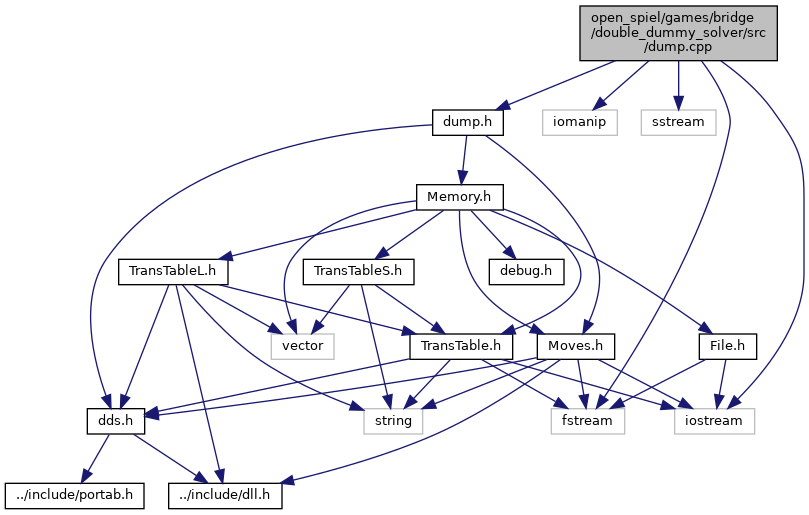 open_spiel/games/bridge
/double_dummy_solver/src
/dump.cpp
dump.h
iomanip
sstream
Memory.h
TransTableL.h
TransTableS.h
debug.h
vector
TransTable.h
Moves.h
File.h
dds.h
string
fstream
iostream
../include/portab.h
../include/dll.h